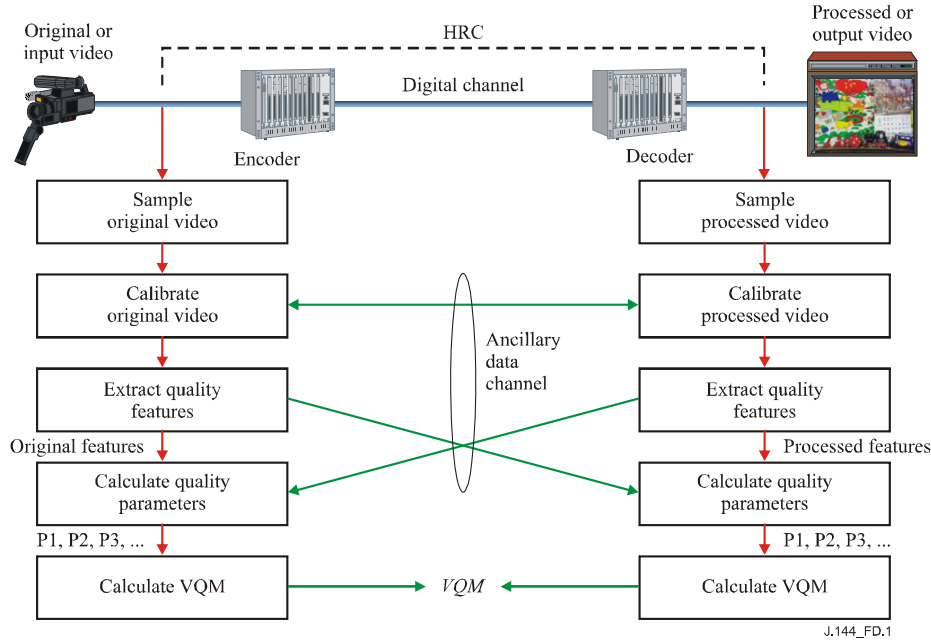 Original or
input video
HRC
Processed or
output video
Digital channel
Encoder
Decoder
Sample
original video
Sample
processed video
Calibrate
original video
Calibrate
processed video
Ancillary
data
channel
Extract quality
features
Extract quality
features
Original features
Processed features
Calculate quality
parameters
Calculate quality
parameters
P1, P2, P3, ...
P1, P2, P3, ...
Calculate VQM
VQM
Calculate VQM
J.144_FD.1